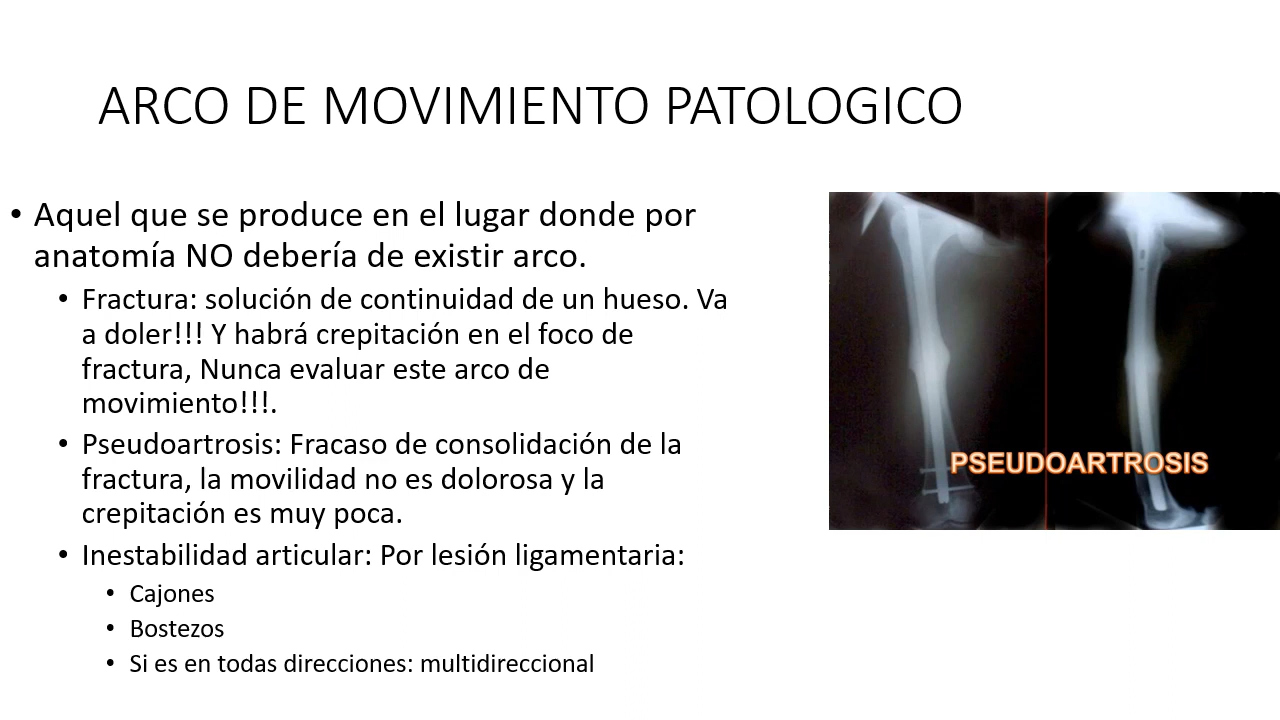 ARCO DE MOVIMIENTO PATOLOGICO
• Aquel que se produce en el lugar donde por
anatomía NO debería de existir arco.
• Fractura: solución de continuidad de un hueso. Va
a doler!!! Y habrá crepitación en el foco de
fractura, Nunca evaluar este arco de
movimiento!!!.
• Pseudoartrosis: Fracaso de consolidación de la
fractura, la movilidad no es dolorosa y la
crepitación es muy poca.
• Inestabilidad articular: Por lesión ligamentaria:
• Cajones
• Bostezos
• Si es en todas direcciones: multidireccional
PSEUDOARTROSIS